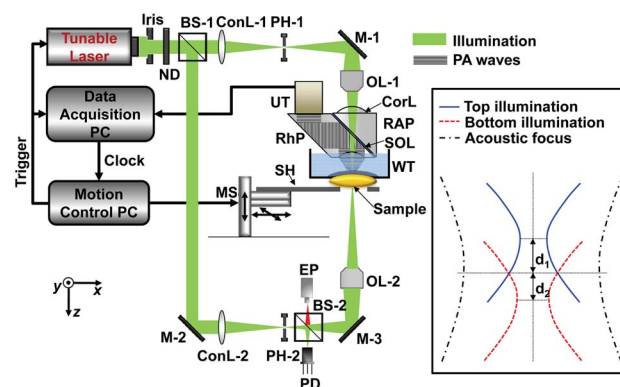 Iris
BS-1
ConL-1
PH-1
M-1
Tunable
Laser
ND
OL-1
Illumination
PA waves
UT
CorL
Data
Acquisition
PC
RAP
RhP
SOL
WT
Trigger
Clock
SH
MS
Motion
Control PC
Sample
Top illumination
Bottom illumination
Acoustic focus
d1
d2
y
x
z
EP
OL-2
BS-2
M-2
ConL-2
PH-2
M-3
PD